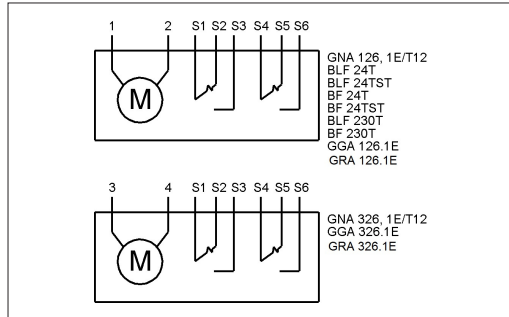 1 2 S1 S2 S3 S4 S5 S6
GNA 126, 1E/T12
BLF 24T
BLF 24TST
BF 24T
BF 24TST
BLF 230T
BF 230T
GGA 126.1E
GRA 126.1E
M
3 4 S1 S2 S3 S4 S5 S6
GNA 326, 1E/T12
GGA 326.1E
GRA 326.1E
M